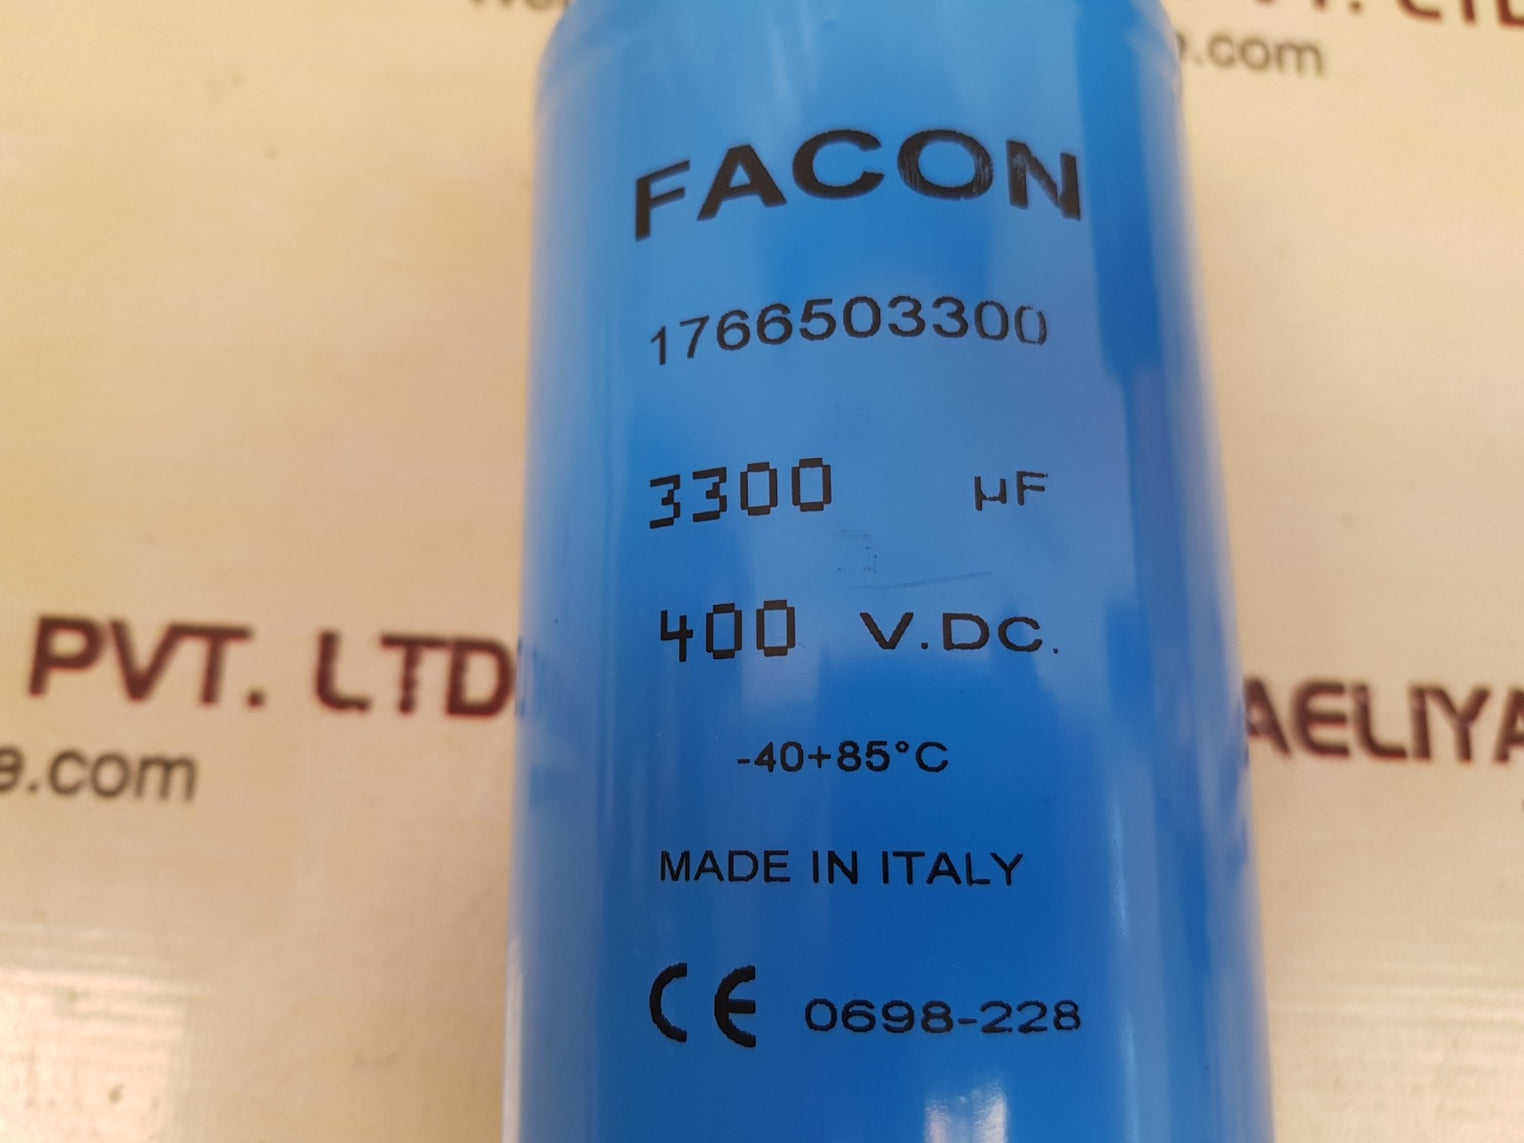 .com
FACON
1766503300
3300 µF
400 V.DC.
PVT. LTD
AELIYA
-40+85°C
e.com
MADE IN ITALY
CE 0698-228